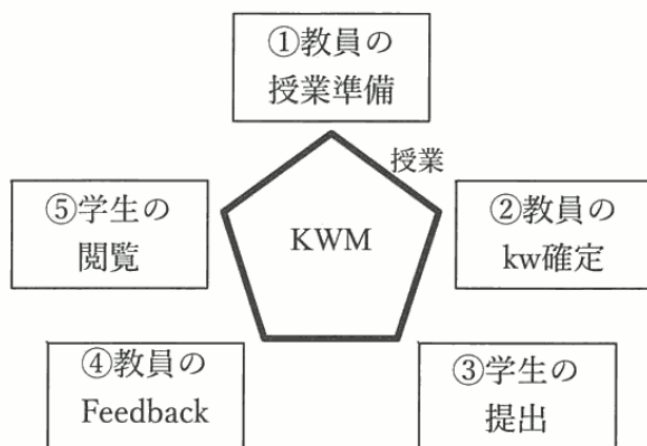 ①教員の
授業準備
授業
②教員の
kw確定
③学生の
提出
④教員の
Feedback
⑤学生の
閲覧
KWM